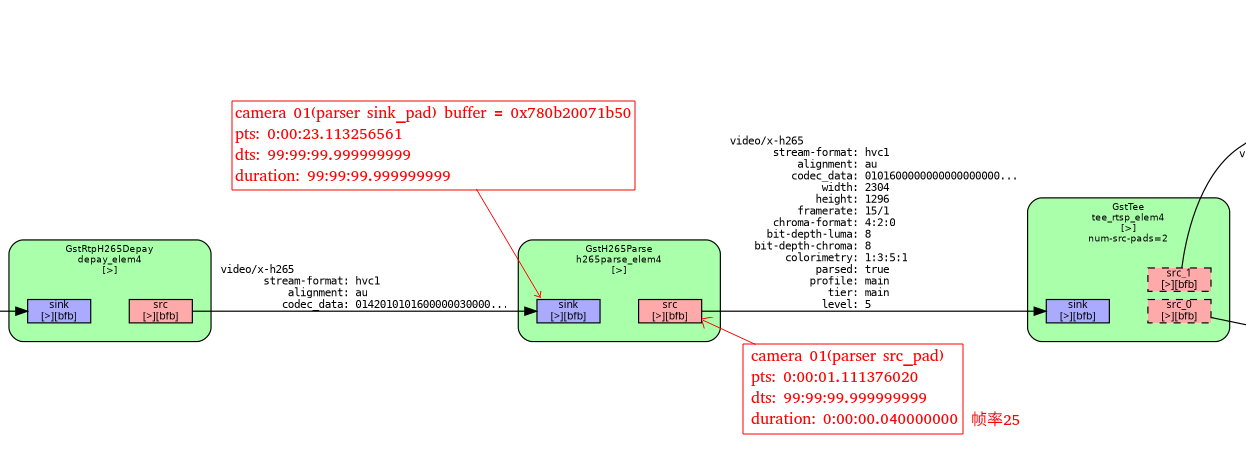 camera 01(parser sink_pad) buffer = 0x780b20071b50
pts: 0:00:23.113256561
dts: 99:99:99.999999999
duration: 99:99:99.999999999
video/x-h265
stream-format: hvc1
alignment: au
codec_data: 0101600000000000000000...
width: 2304
height: 1296
framerate: 15/1
chroma-format: 4:2:0
bit-depth-luma: 8
bit-depth-chroma: 8
colorimetry: 1:3:5:1
parsed: true
profile: main
tier: main
level: 5
v
GstRtpH265Depay
depay_elem4
[>]
sink
[>][bfb]
src
[>][bfb]
video/x-h265
stream-format: hvc1
alignment: au
codec_data: 0142010101600000030000...
GstH265Parse
h265parse_elem4
[>]
sink
[>][bfb]
src
[>][bfb]
GstTee
tee_rtsp_elem4
[>]
num-src-pads=2
sink
[>][bfb]
src_1
[>][bfb]
src_0
[>][bfb]
camera 01(parser src_pad)
pts: 0:00:01.111376020
dts: 99:99:99.999999999
duration: 0:00:00.040000000 帧率25